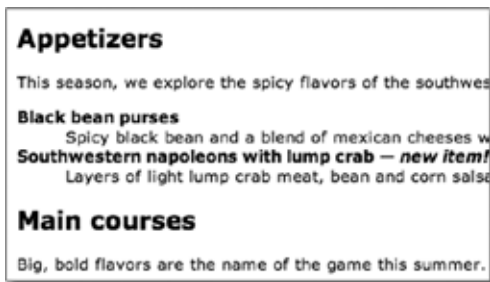 Appetizers
This season, we explore the spicy flavors of the southwes
Black bean purses
Spicy black bean and a blend of mexican cheeses w
Southwestern napoleons with lump crab — new item!
Layers of light lump crab meat, bean and corn salsa
Main courses
Big, bold flavors are the name of the game this summer.